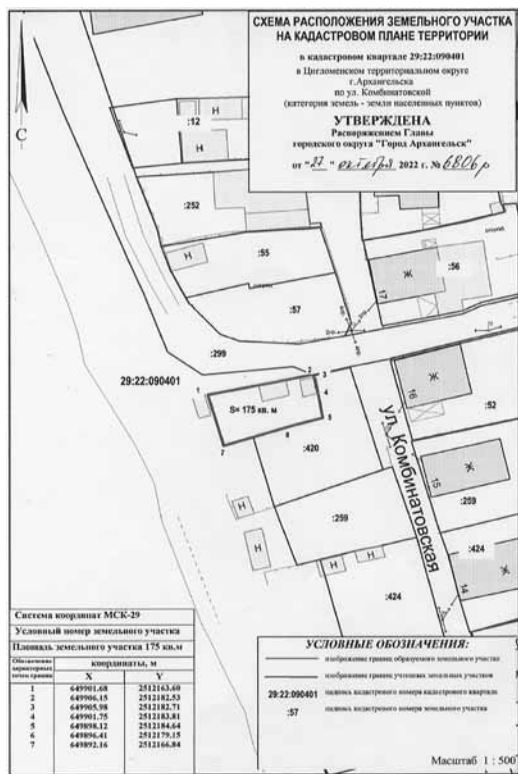 СХЕМА РАСПОЛОЖЕНИЯ ЗЕМЕЛЬНОГО УЧАСТКА
НА КАДАСТРОВОМ ПЛАНЕ ТЕРРИТОРИИ
в кадастровом квартале 29:22:090401
в Цигломенском территориальном округе
г.Архангельска
по ул. Комбинатовской
(категория земель - земли населенных пунктов)
УТВЕРЖДЕНА
Распоряжением Главы
городского округа "Город Архангельск"
от "27" октября 2022 г. № 6806р
С
Н
:12
Н
:252
Н
:55
:57
Ж
:56
17
:299
29:22:090401
1
2
3
4
5
6
7
S= 175 кв. м
:420
Ж
16
:52
ул. Комбинатовская
Ж
15
:259
:259
Н
Н
Н
Н
:424
:424
Ж
14
Система координат МСК-29
Условный номер земельного участка
Площадь земельного участка 175 кв.м
Обозначение характерных точек границ
координаты, м
X Y
1 649901.68 2512163.60
2 649906.15 2512182.53
3 649905.98 2512182.71
4 649901.75 2512183.81
5 649898.12 2512184.64
6 649896.41 2512179.15
7 649892.16 2512166.84
УСЛОВНЫЕ ОБОЗНАЧЕНИЯ:
изображение границ образуемого земельного участка
изображение границ учтенных земельных участков
29:22:090401 надпись кадастрового номера кадастрового квартала
:57 надпись кадастрового номера земельного участка
Масштаб 1 : 500